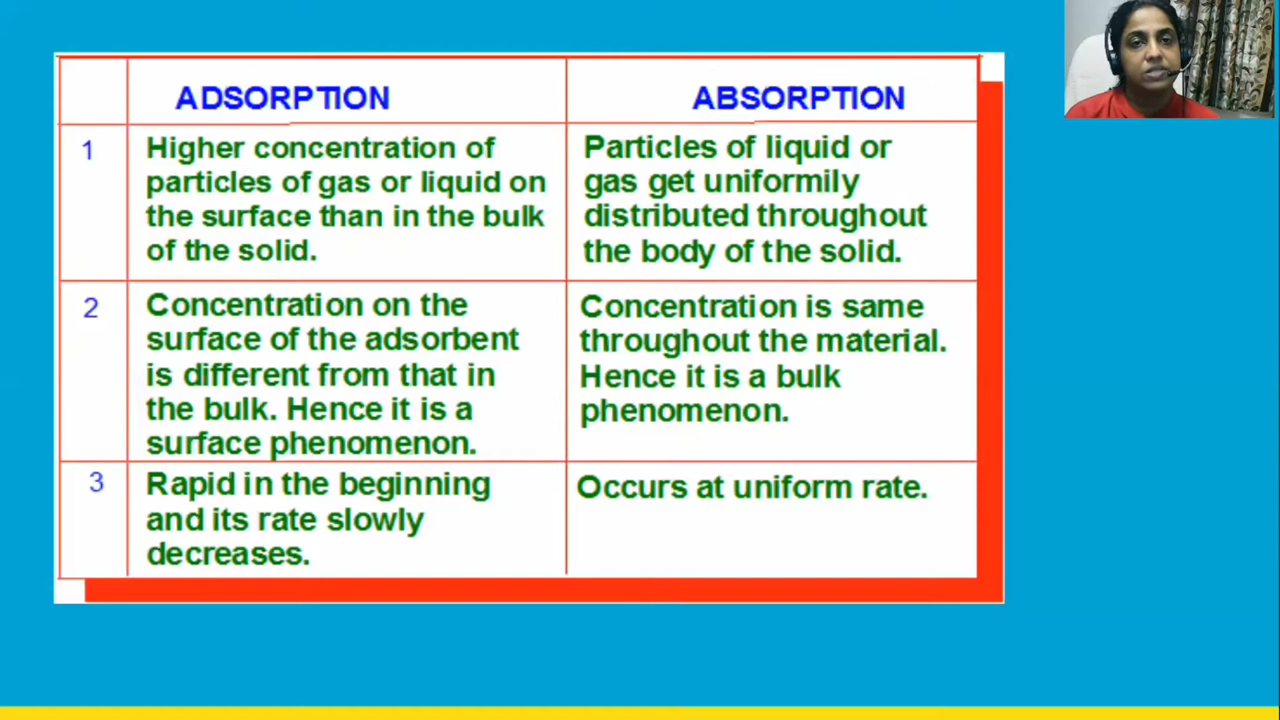 ADSORPTION
ABSORPTION
1
Higher concentration of
particles of gas or liquid on
the surface than in the bulk
of the solid.
Particles of liquid or
gas get uniformily
distributed throughout
the body of the solid.
2
Concentration on the
surface of the adsorbent
is different from that in
the bulk. Hence it is a
surface phenomenon.
Concentration is same
throughout the material.
Hence it is a bulk
phenomenon.
3
Rapid in the beginning
and its rate slowly
decreases.
Occurs at uniform rate.